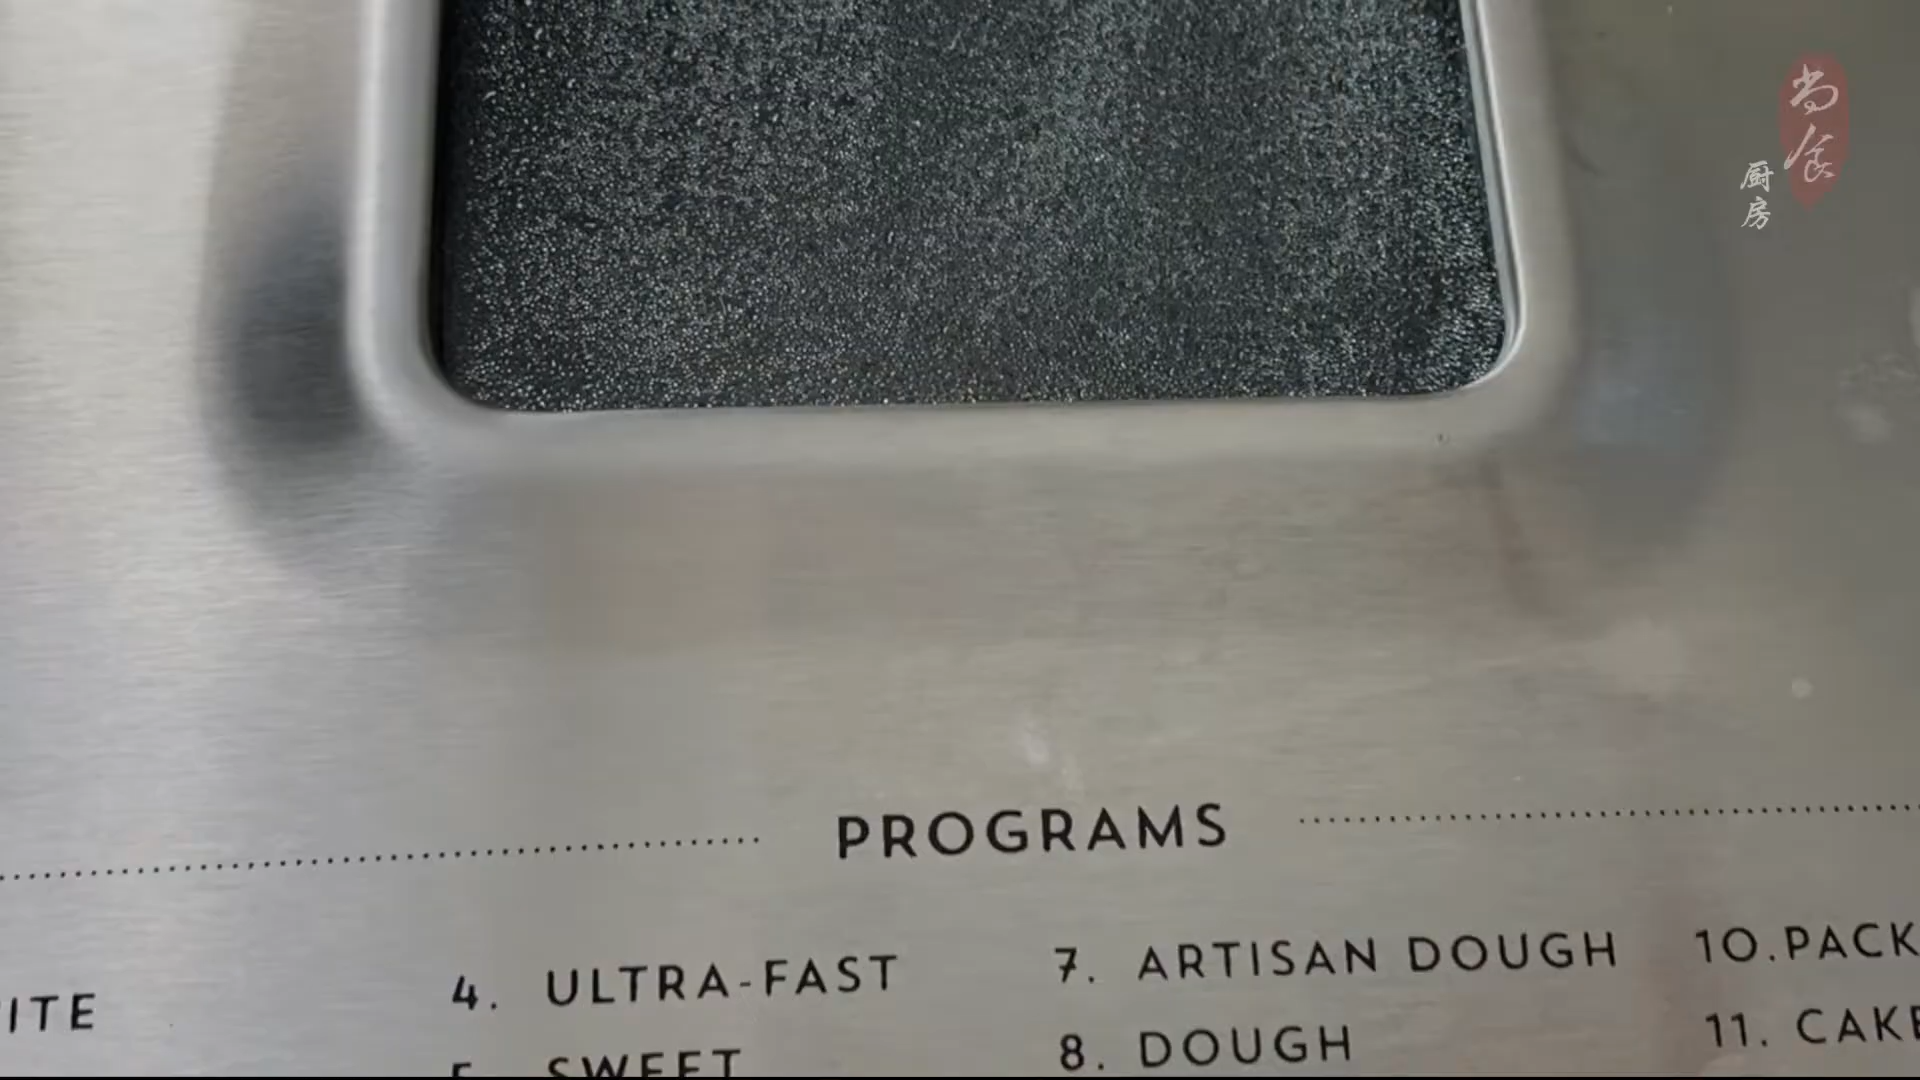 尚食
厨房
PROGRAMS
ITE
4. ULTRA-FAST
7. ARTISAN DOUGH
10.PACK
5. SWEET
8. DOUGH
11. CAKE